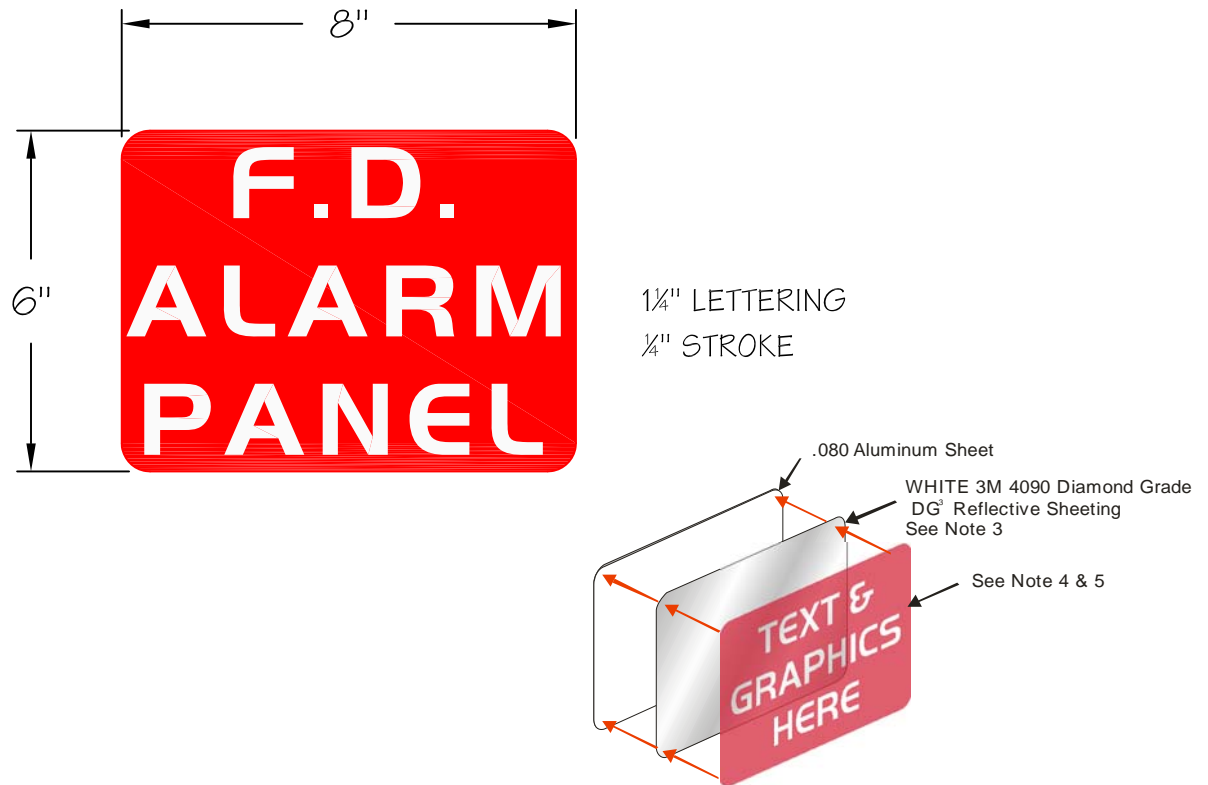 8"
F.D.
ALARM
PANEL
6"
1¼" LETTERING
¼" STROKE
.080 Aluminum Sheet
WHITE 3M 4090 Diamond Grade
DG³ Reflective Sheeting
See Note 3
See Note 4 & 5
TEXT &
GRAPHICS
HERE